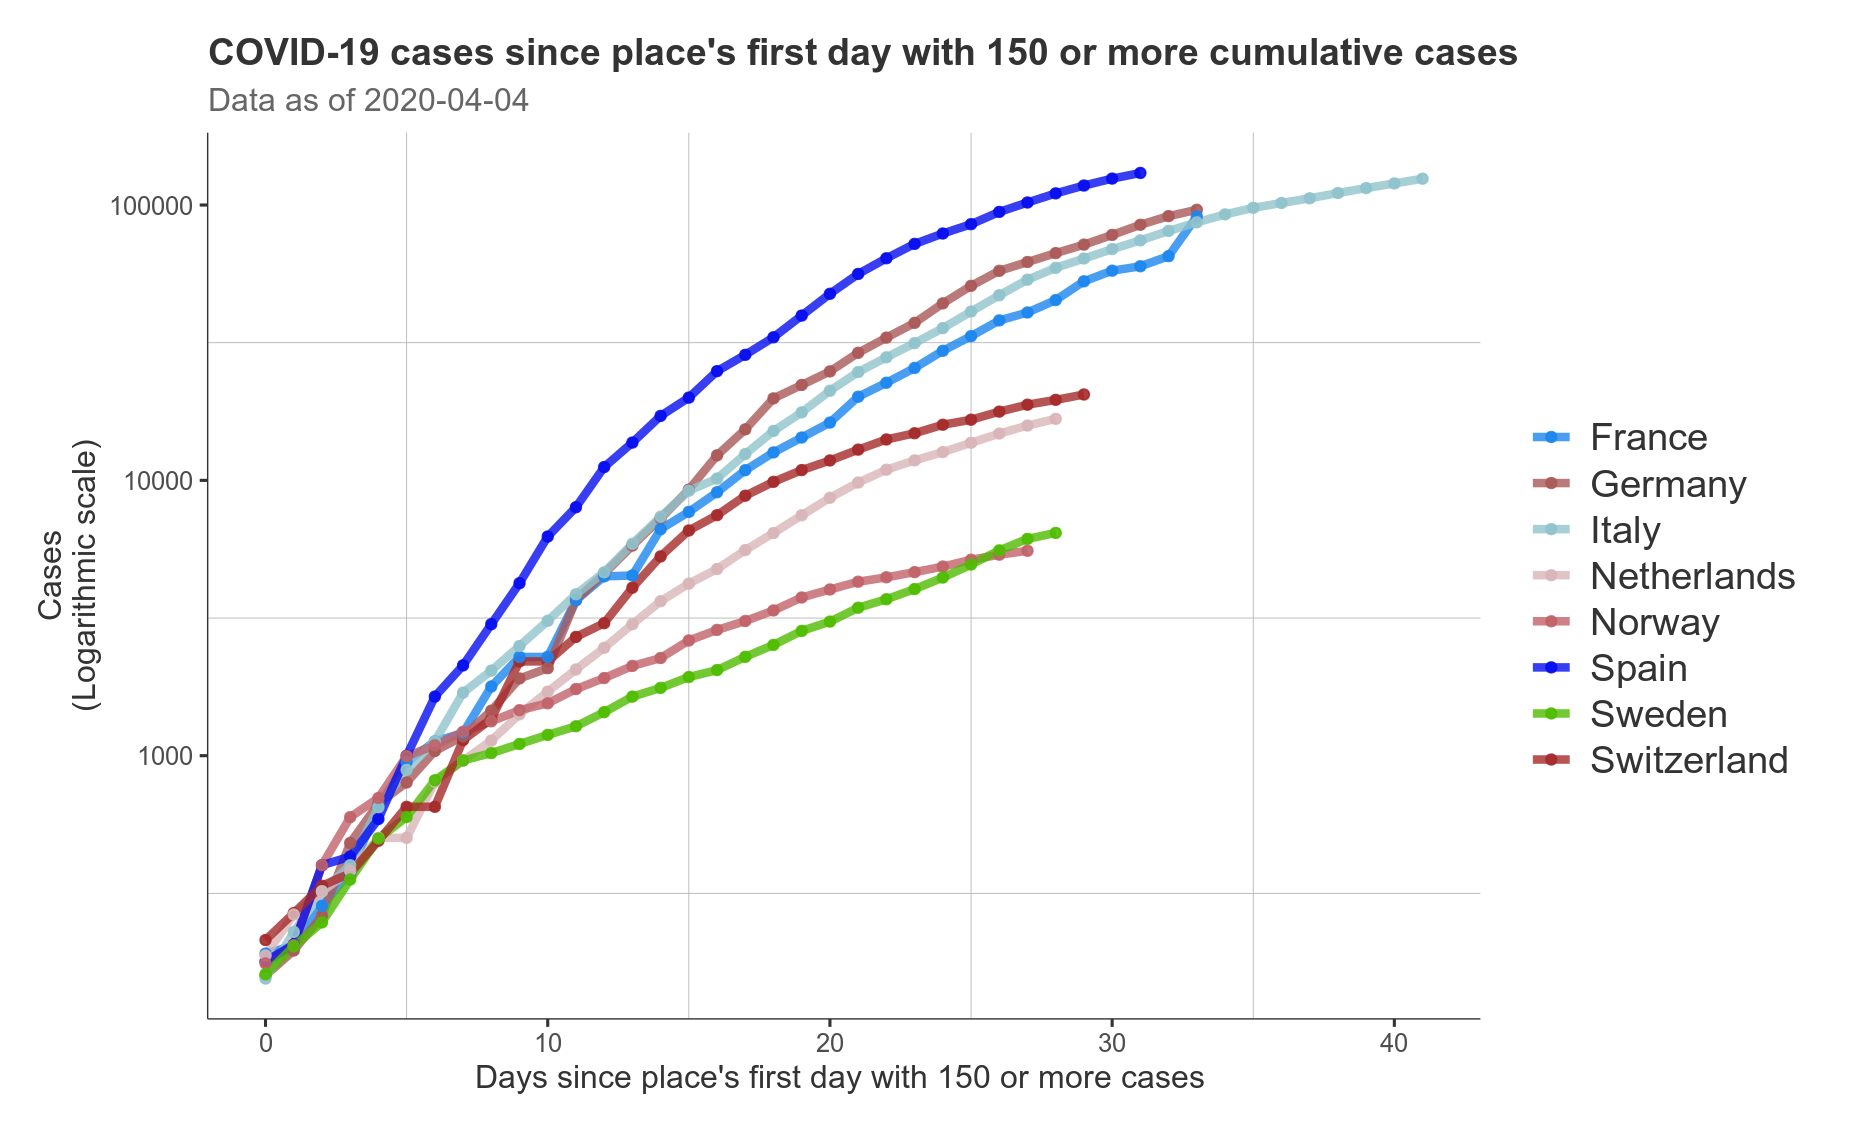 COVID-19 cases since place's first day with 150 or more cumulative cases
Data as of 2020-04-04
Cases
(Logarithmic scale)
100000
10000
1000
0
10
20
30
40
Days since place's first day with 150 or more cases
France
Germany
Italy
Netherlands
Norway
Spain
Sweden
Switzerland